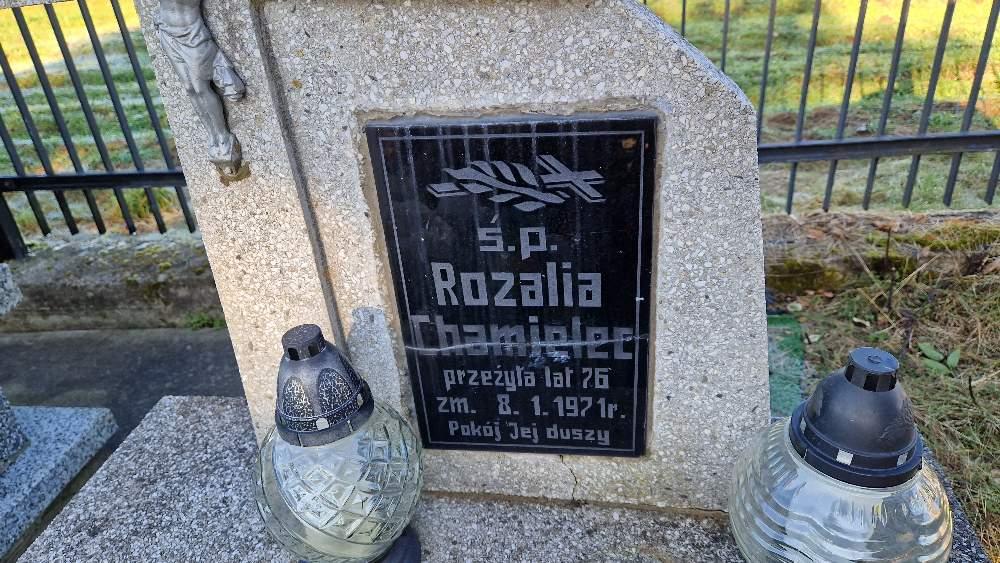 ś.p.
Rozalia
Chamielec
przeżyła lat 76
zm. 8. 1. 1971r.
Pokój Jej duszy